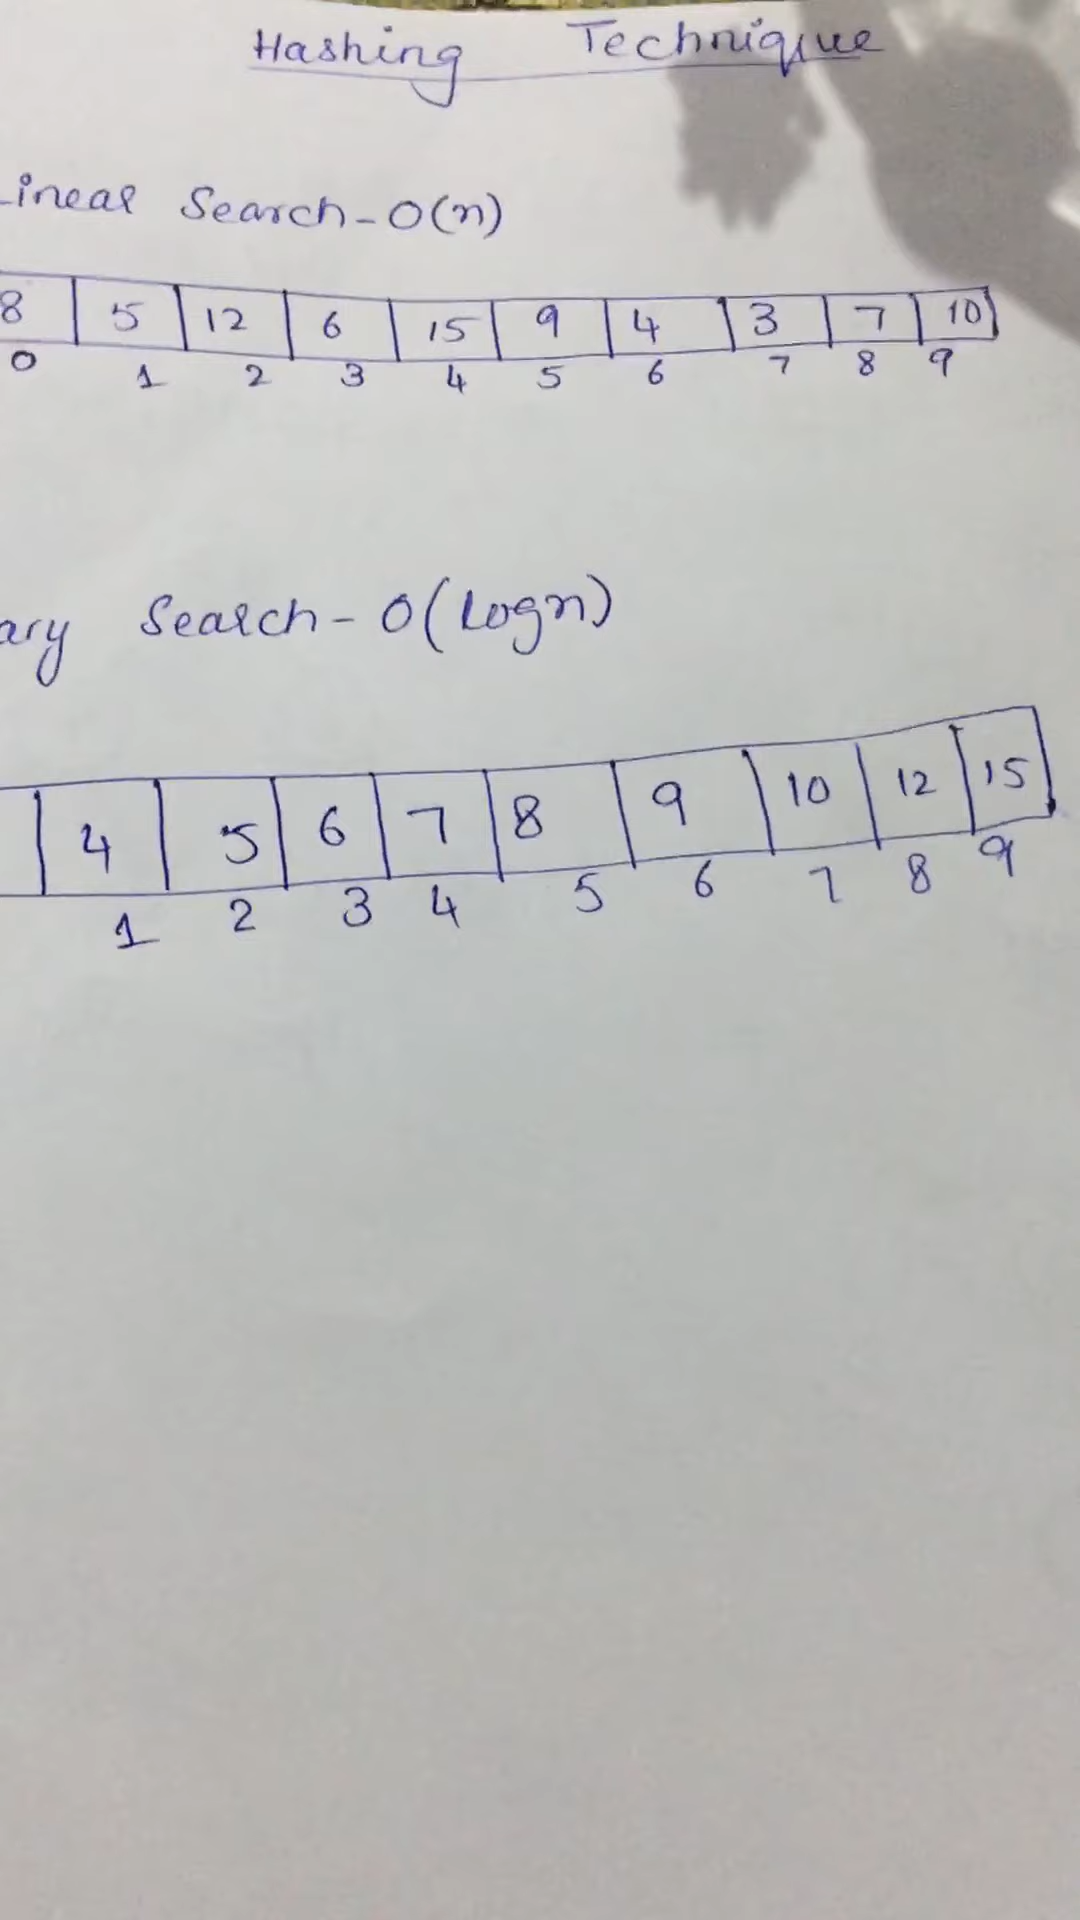 Hashing Technique
Linear Search - O(n)
8 5 12 6 15 9 4 3 7 10
0 1 2 3 4 5 6 7 8 9
ary Search - O(Logn)
4 5 6 7 8 9 10 12 15
1 2 3 4 5 6 7 8 9